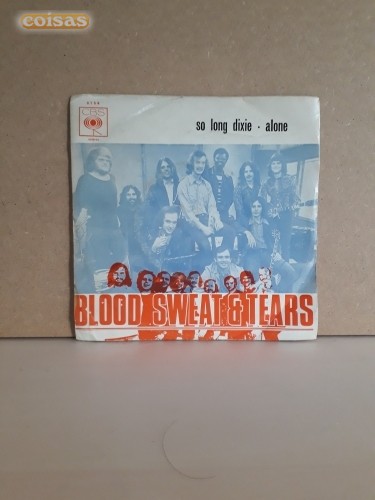 coisas
CBS
so long dixie · alone
BLOOD SWEAT & TEARS